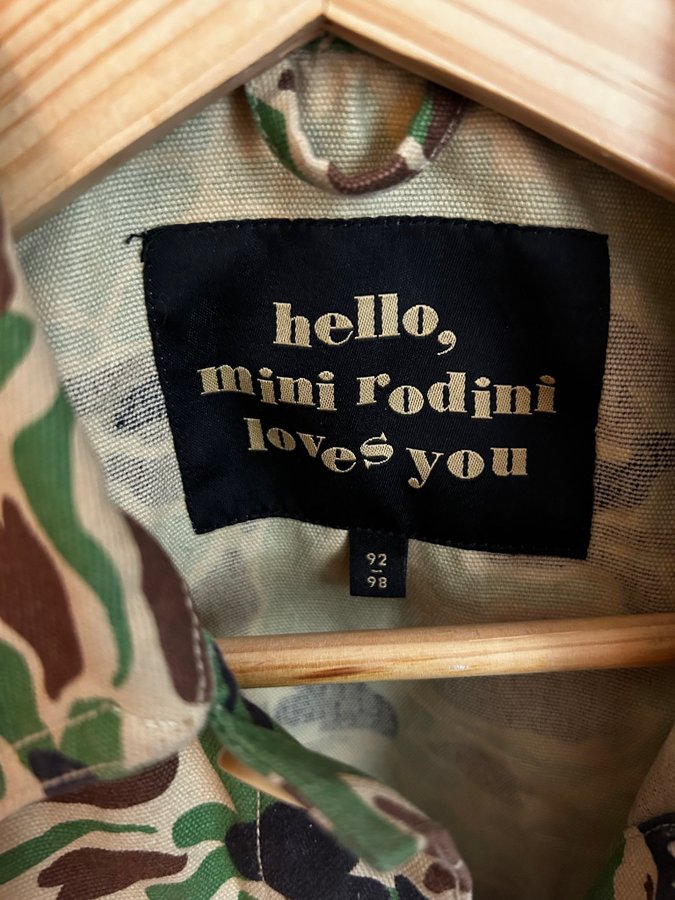 hello,
mini rodini
loves you
92
98